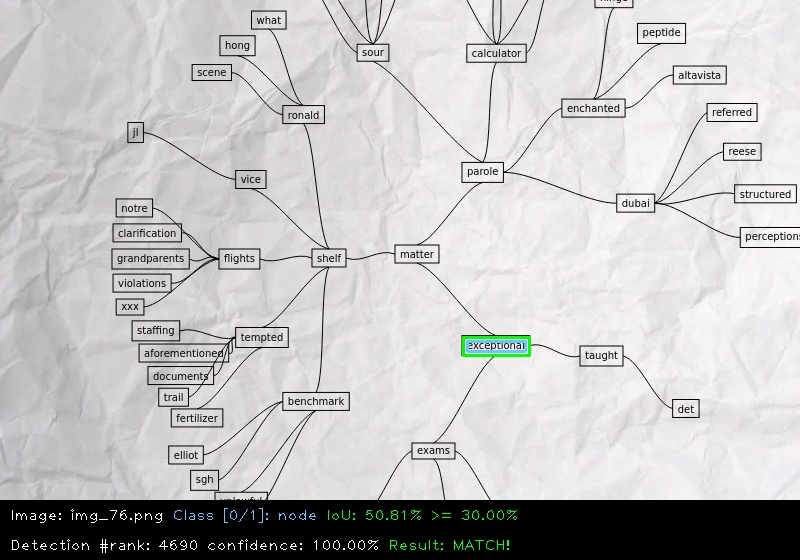 what
hong
scene
ronald
sour
calculator
peptide
altavista
enchanted
referred
reese
structured
perceptions
dubai
parole
jl
vice
notre
clarification
grandparents
violations
xxx
flights
shelf
matter
staffing
aforementioned
documents
trail
fertilizer
tempted
exceptional
taught
det
benchmark
elliot
sgh
exams
Image: img_76.png Class [0/1]: node IoU: 50.81% >= 30.00%
Detection #rank: 4690 confidence: 100.00% Result: MATCH!